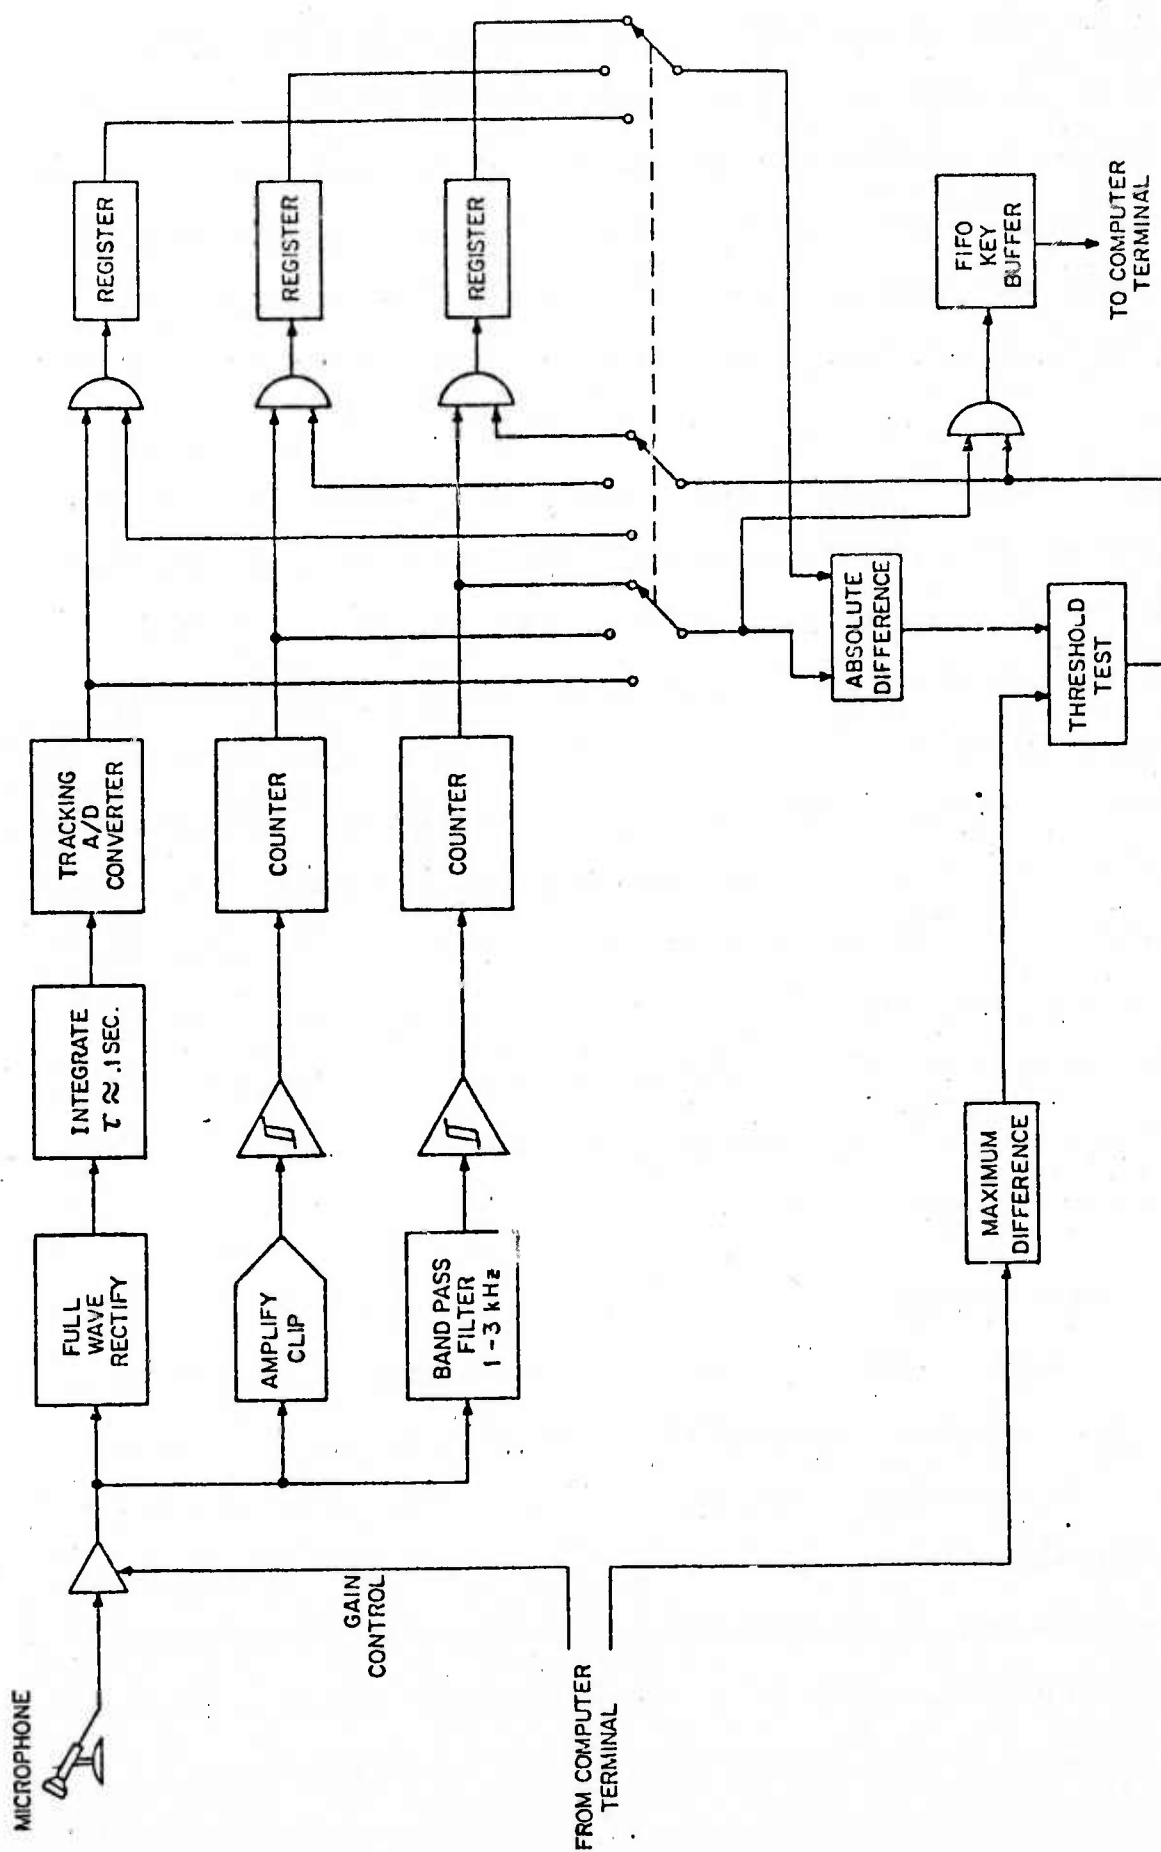 MICROPHONE
FULL
WAVE
RECTIFY
INTEGRATE
τ ≈ .1 SEC.
TRACKING
A/D
CONVERTER
REGISTER
AMPLIFY
CLIP
COUNTER
REGISTER
BAND PASS
FILTER
1-3 kHz
COUNTER
REGISTER
GAIN
CONTROL
FROM COMPUTER
TERMINAL
MAXIMUM
DIFFERENCE
ABSOLUTE
DIFFERENCE
THRESHOLD
TEST
FIFO
KEY
BUFFER
TO COMPUTER
TERMINAL